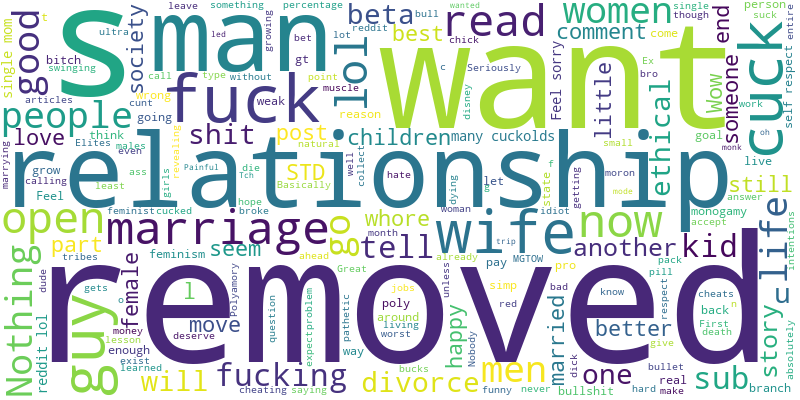 leave something percentage
s man want read women single person
ultra reddit led growing bull wanted though suck
good society bitch beta best comment come end cuck entire
single mom swinging call bet lot chick Wow someone self respect
type without gt c Seriously disney Ex bro
articles cunt fuck lol weak muscle point Feel sorry little
people wrong going shit post reason natural children many cuckolds ethical goal work oh
marrying love think revealing Elites males even STD collect well let small monk live
relationship
grow ass Painful Tch die hate f state moron monogamy still
Feel calling least girls hope Basically dying getting mode answer
feminist cucked broke woman idiot accept
open marriage go whore wife now life
part seem tell month trip another kid intentions
Nothing tribes female feminism ahead Great already unless pay MGTOW pro
removed
dude gets o l Polyamory question expect problem jobs simp poly red bad pill pack know respect cheats n
guy money move deserve pathetic around living worst happy Nobody married better First death back story
reddit lol enough exist lesson learned way bucks men dick one bullet real give absolutely
will fucking divorce sub
cheating saying funny never bullshit hard make branch